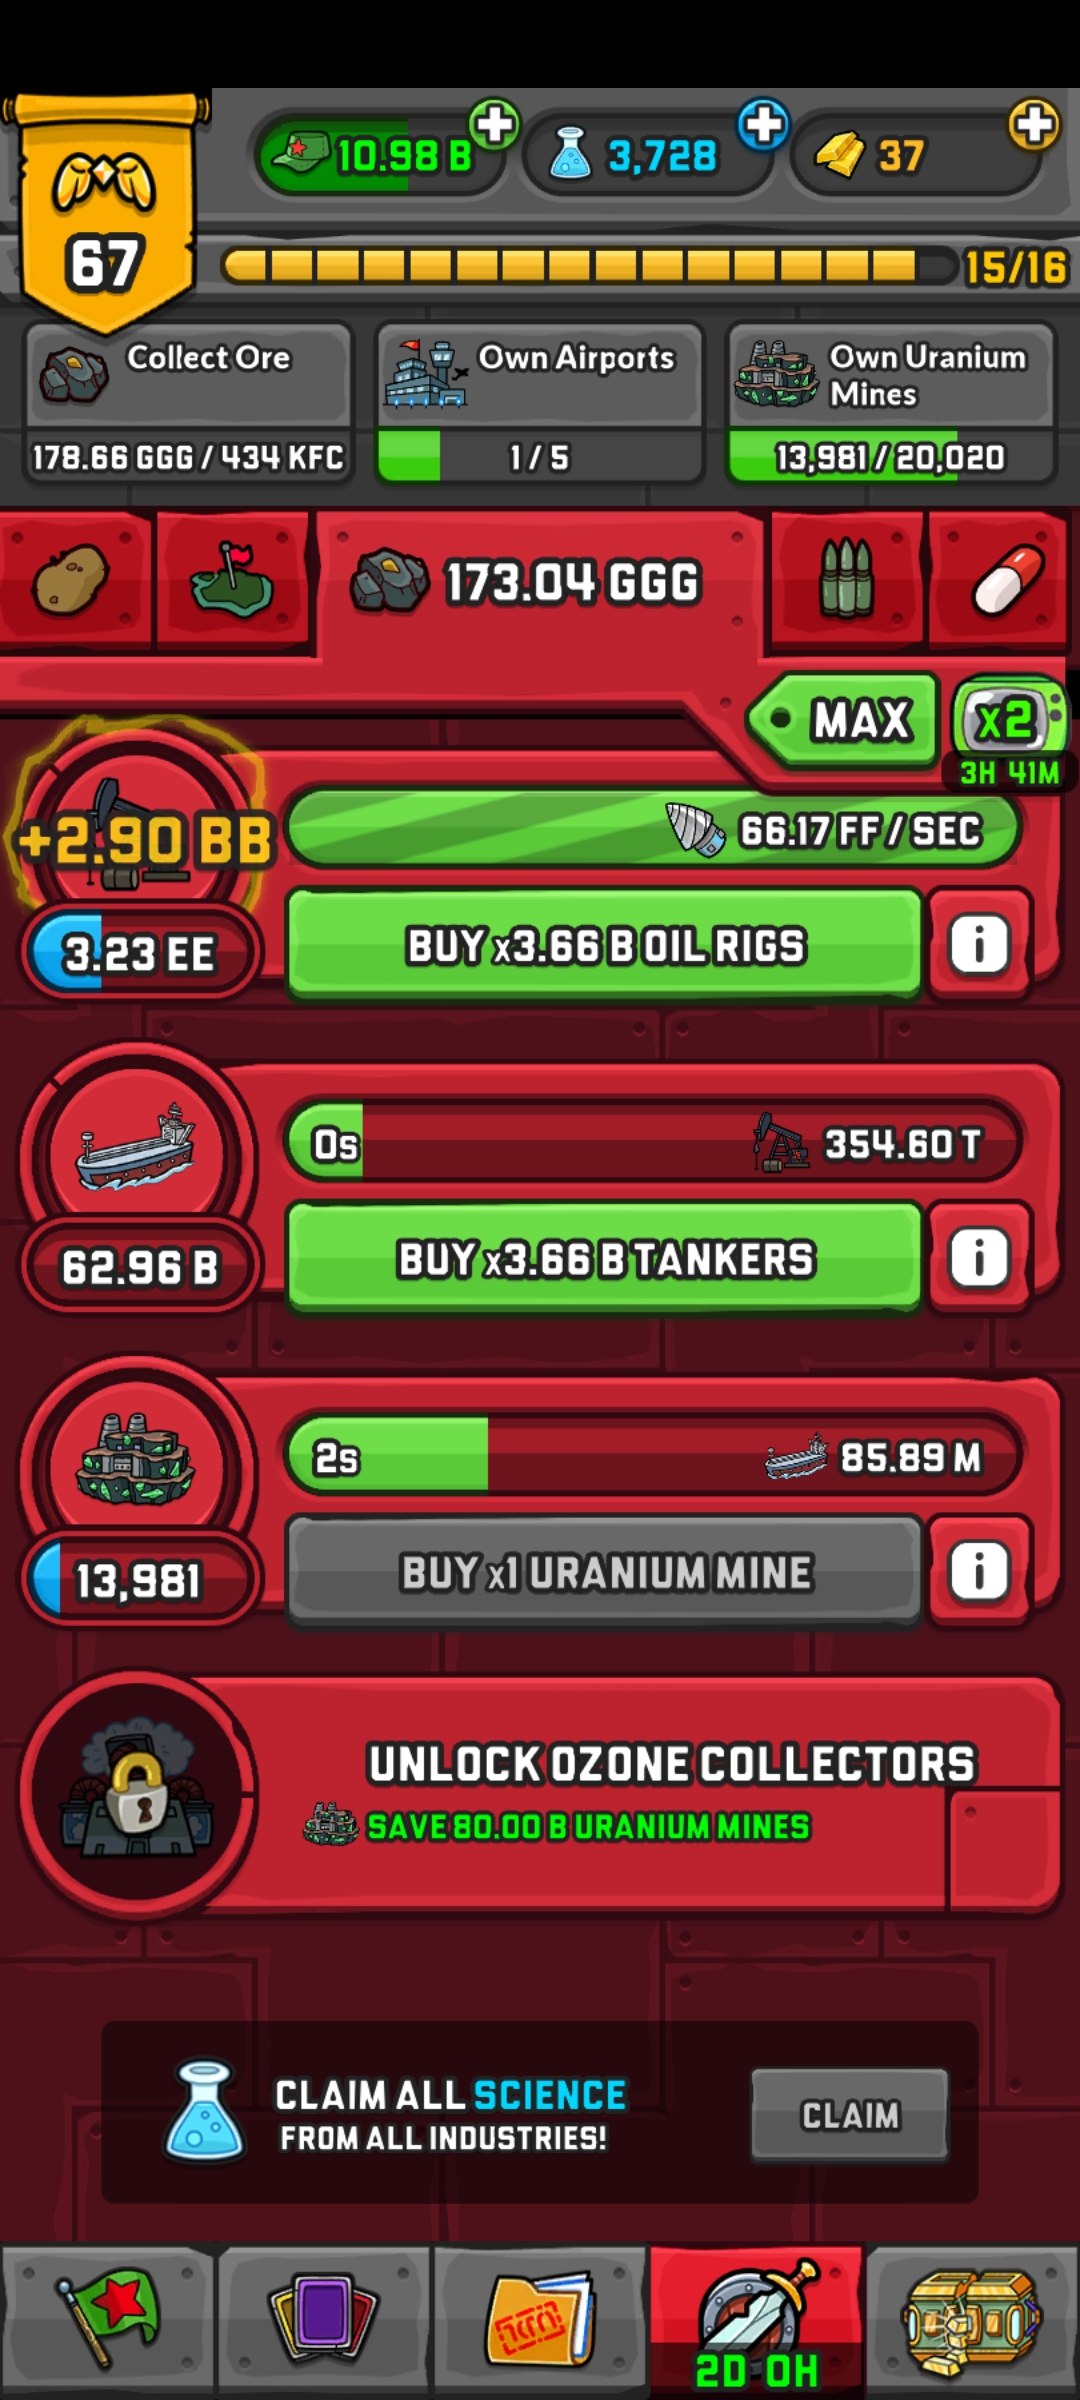 10.98 B
3,728
37
67
15/16
Collect Ore
178.66 GGG / 434 KFC
Own Airports
1 / 5
Own Uranium
Mines
13,981 / 20,020
173.04 GGG
MAX
x2
3H 41M
+2.90 BB
66.17 FF / SEC
3.23 EE
BUY x3.66 B OIL RIGS
i
0s
354.60 T
62.96 B
BUY x3.66 B TANKERS
i
2s
85.89 M
13,981
BUY x1 URANIUM MINE
i
UNLOCK OZONE COLLECTORS
SAVE 80.00 B URANIUM MINES
CLAIM ALL SCIENCE
FROM ALL INDUSTRIES!
CLAIM
2D 0H